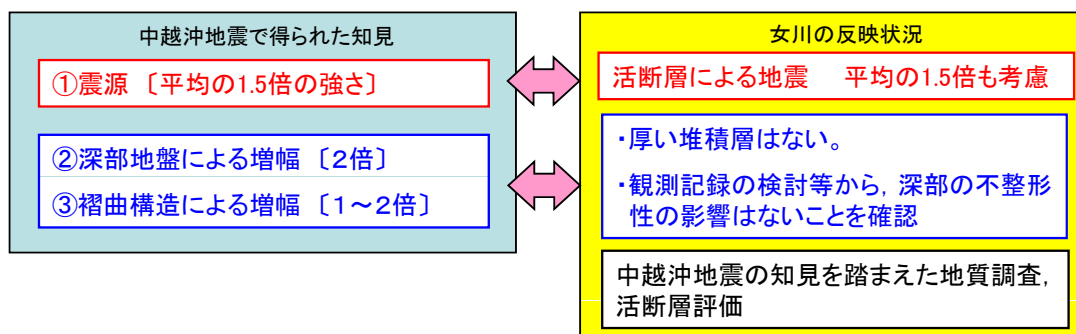 中越沖地震で得られた知見
①震源〔平均の1.5倍の強さ〕
②深部地盤による増幅〔2倍〕
③褶曲構造による増幅〔1~2倍〕
女川の反映状況
活断層による地震　平均の1.5倍も考慮
・厚い堆積層はない。
・観測記録の検討等から，深部の不整形
性の影響はないことを確認
中越沖地震の知見を踏まえた地質調査，
活断層評価